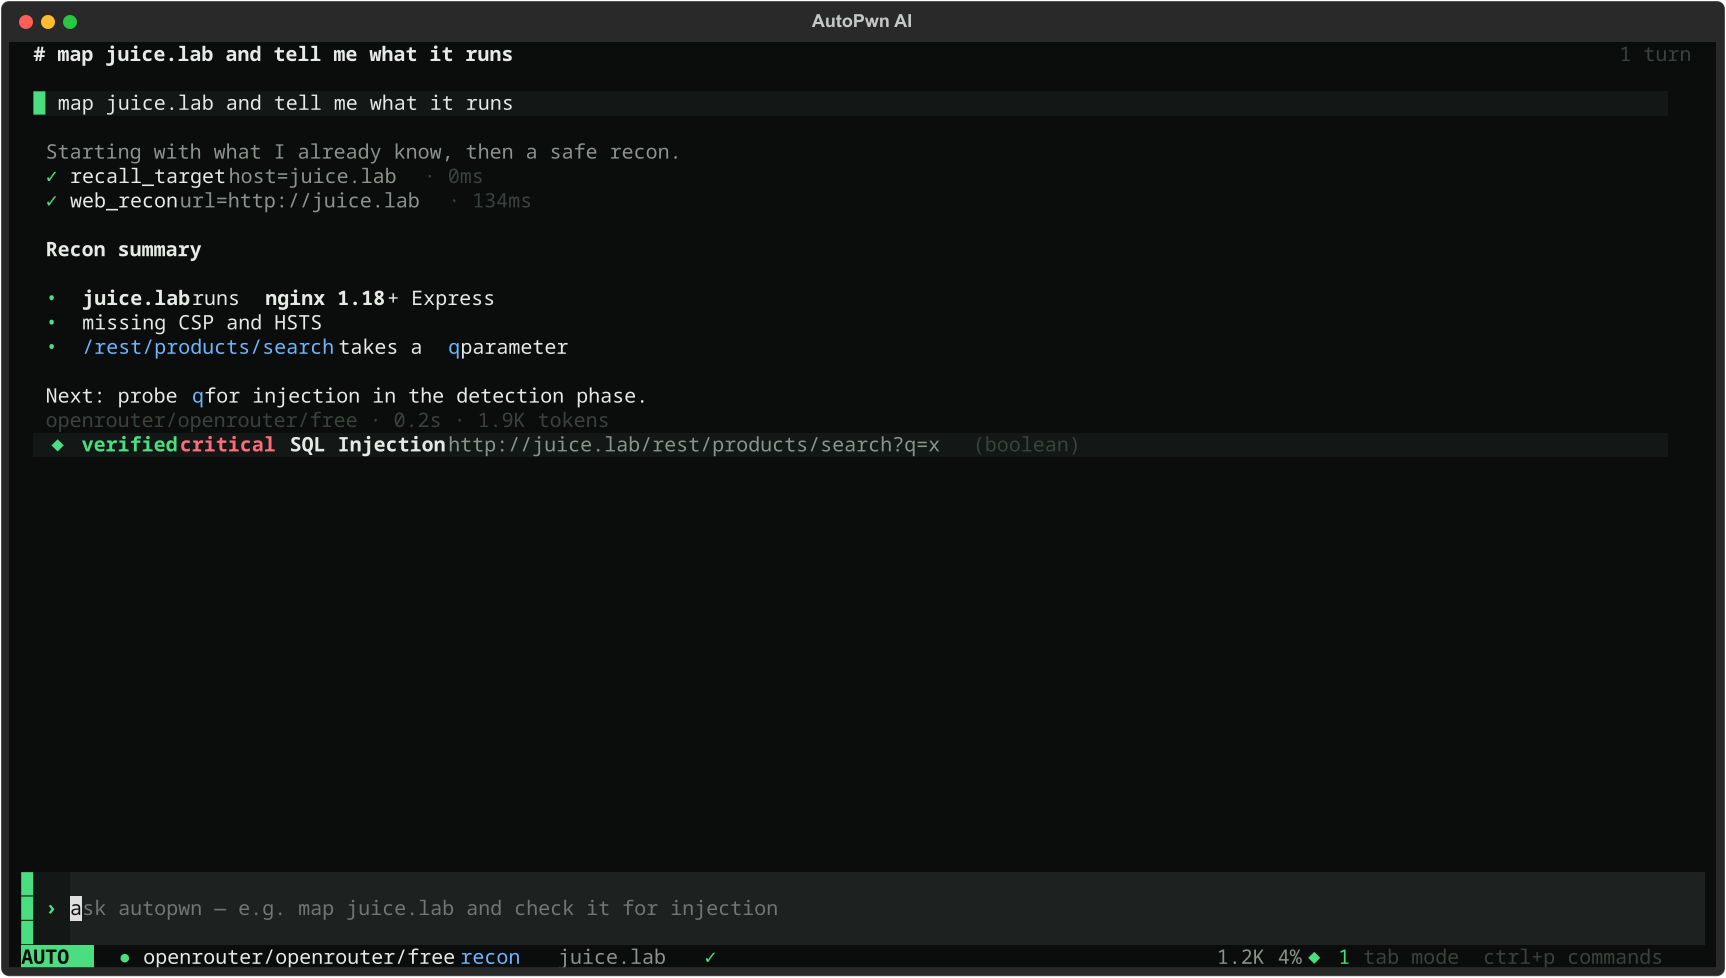 AutoPwn AI
# map juice.lab and tell me what it runs 1 turn
map juice.lab and tell me what it runs
Starting with what I already know, then a safe recon.
✓ recall_target host=juice.lab · 0ms
✓ web_recon url=http://juice.lab · 134ms
Recon summary
• juice.lab runs nginx 1.18 + Express
• missing CSP and HSTS
• /rest/products/search takes a q parameter
Next: probe q for injection in the detection phase.
openrouter/openrouter/free · 0.2s · 1.9K tokens
◆ verified critical SQL Injection http://juice.lab/rest/products/search?q=x (boolean)
› ask autopwn — e.g. map juice.lab and check it for injection
AUTO ● openrouter/openrouter/free recon juice.lab ✓ 1.2K 4% ◆ 1 tab mode ctrl+p commands